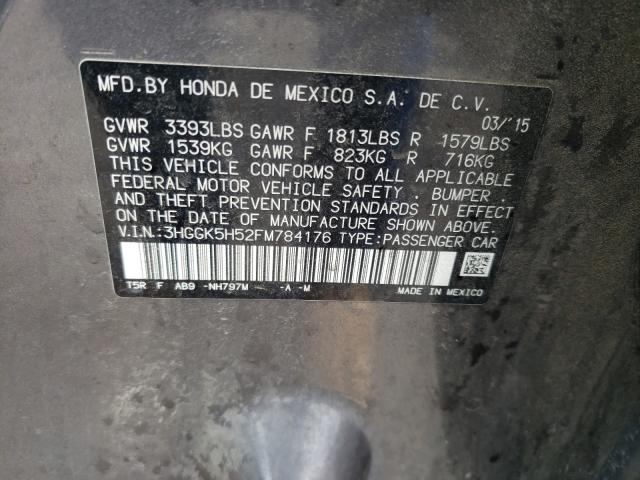 MFD. BY HONDA DE MEXICO S.A. DE C.V.
03/'15
GVWR 3393LBS GAWR F 1813LBS R 1579LBS
GVWR 1539KG GAWR F 823KG R 716KG
THIS VEHICLE CONFORMS TO ALL APPLICABLE
FEDERAL MOTOR VEHICLE SAFETY, BUMPER
AND THEFT PREVENTION STANDARDS IN EFFECT
ON THE DATE OF MANUFACTURE SHOWN ABOVE.
V.I.N.:3HGGK5H52FM784176 TYPE:PASSENGER CAR
T5R F AB9 -NH797M -A -M
MADE IN MEXICO